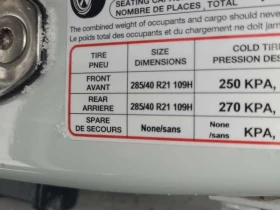 SEATING CAPACITY
NOMBRE DE PLACES, TOTAL
The combined weight of occupants and cargo should never
Le poids total des occupants et du chargement ne doit jam
TIRE SIZE COLD TIRE
PNEU DIMENSIONS PRESSION DES
FRONT
AVANT 285/40 R21 109H 250 KPA,
REAR
ARRIERE 285/40 R21 109H 270 KPA,
SPARE
DE SECOURS None/sans None
/sans KPA,